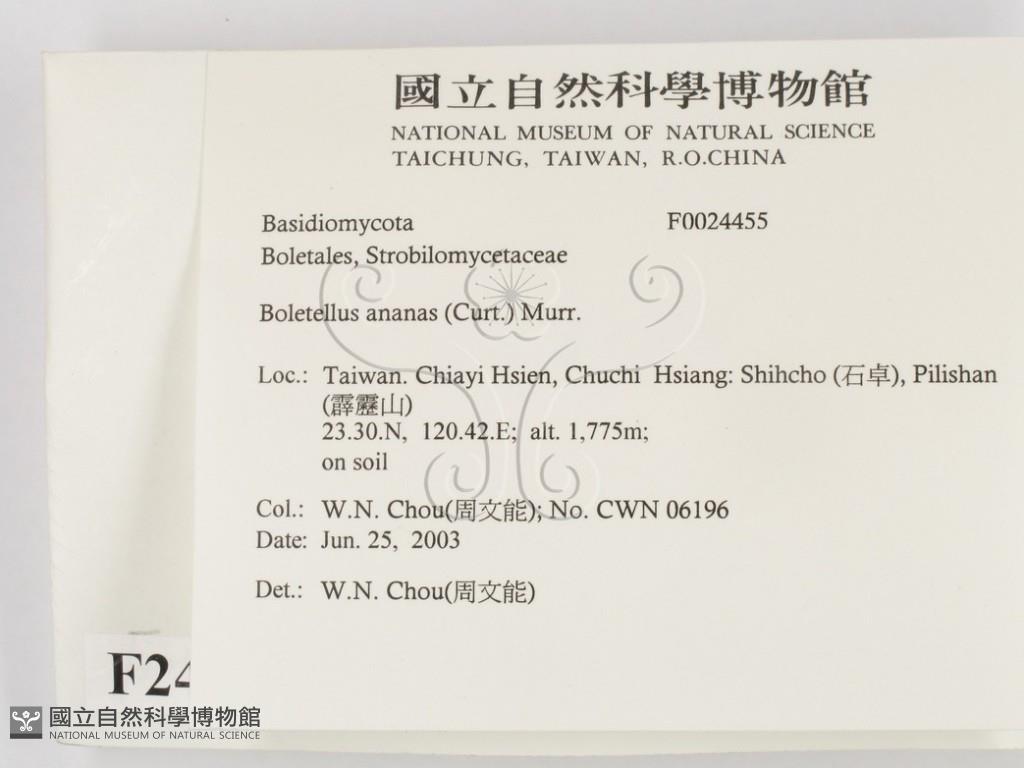 國立自然科學博物館
NATIONAL MUSEUM OF NATURAL SCIENCE
TAICHUNG, TAIWAN, R.O.CHINA
Basidiomycota F0024455
Boletales, Strobilomycetaceae
Boletellus ananas (Curt.) Murr.
Loc.: Taiwan. Chiayi Hsien, Chuchi Hsiang: Shihcho (石卓), Pilishan
(霹靂山)
23.30.N, 120.42.E; alt. 1,775m;
on soil
Col.: W.N. Chou(周文能); No. CWN 06196
Date: Jun. 25, 2003
Det.: W.N. Chou(周文能)
F24
國立自然科學博物館
NATIONAL MUSEUM OF NATURAL SCIENCE